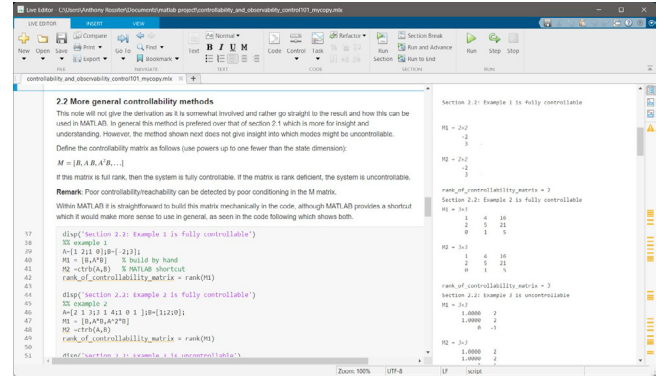 Live Editor - C:\Users\Anthony Rossiter\Documents\matlab project\controllability_and_observability_control101_mycopy.mlx
LIVE EDITOR INSERT VIEW
New Open Save Compare Print Export
Go To Find Bookmark
Text Normal B I U M
Code Control Task Refactor
Run Section Section Break Run and Advance Run to End
Run Step Stop
FILE NAVIGATE TEXT CODE SECTION RUN
controllability_and_observability_control101_mycopy.mlx
2.2 More general controllability methods
This note will not give the derivation as it is somewhat involved and rather go straight to the result and how this can be
used in MATLAB. In general this method is prefered over that of section 2.1 which is more for insight and
understanding. However, the method shown next does not give insight into which modes might be uncontrollable.
Define the controllability matrix as follows (use powers up to one fewer than the state dimension):
M = [B, A B, A²B, …]
If this matrix is full rank, then the system is fully controllable. If the matrix is rank deficient, the system is uncontrollable.
Remark: Poor controllability/reachability can be detected by poor conditioning in the M matrix.
Within MATLAB it is straightforward to build this matrix mechanically in the code, although MATLAB provides a shortcut
which it would make more sense to use in general, as seen in the following which shows both.
37 disp('Section 2.2: Example 1 is fully controllable')
38 %% example 1
39 A=[1 2;1 0];B=[-2;3];
40 M1 = [B,A*B] % build by hand
41 M2 =ctrb(A,B) % MATLAB shortcut
42 rank_of_controllability_matrix = rank(M1)
43
44 disp('Section 2.2: Example 2 is fully controllable')
45 %% example 2
46 A=[2 1 3;3 1 4;1 0 1 ];B=[1;2;0];
47 M1 = [B,A*B,A^2*B]
48 M2 =ctrb(A,B)
49 rank_of_controllability_matrix = rank(M1)
50
51 disp('Section 2.2: Example 3 is uncontrollable')
Section 2.2: Example 1 is fully controllable
M1 = 2×2
-2
3
M2 = 2×2
-2
3
rank_of_controllability_matrix = 2
Section 2.2: Example 2 is fully controllable
M1 = 3×3
1 4 16
2 5 21
0 1 5
M2 = 3×3
1 4 16
2 5 21
0 1 5
rank_of_controllability_matrix = 3
Section 2.2: Example 3 is uncontrollable
M1 = 3×3
1.0000 2
1.0000 2
0 -1
M2 = 3×3
1.0000 2
1.0000 2
Zoom: 100% UTF-8 LF script